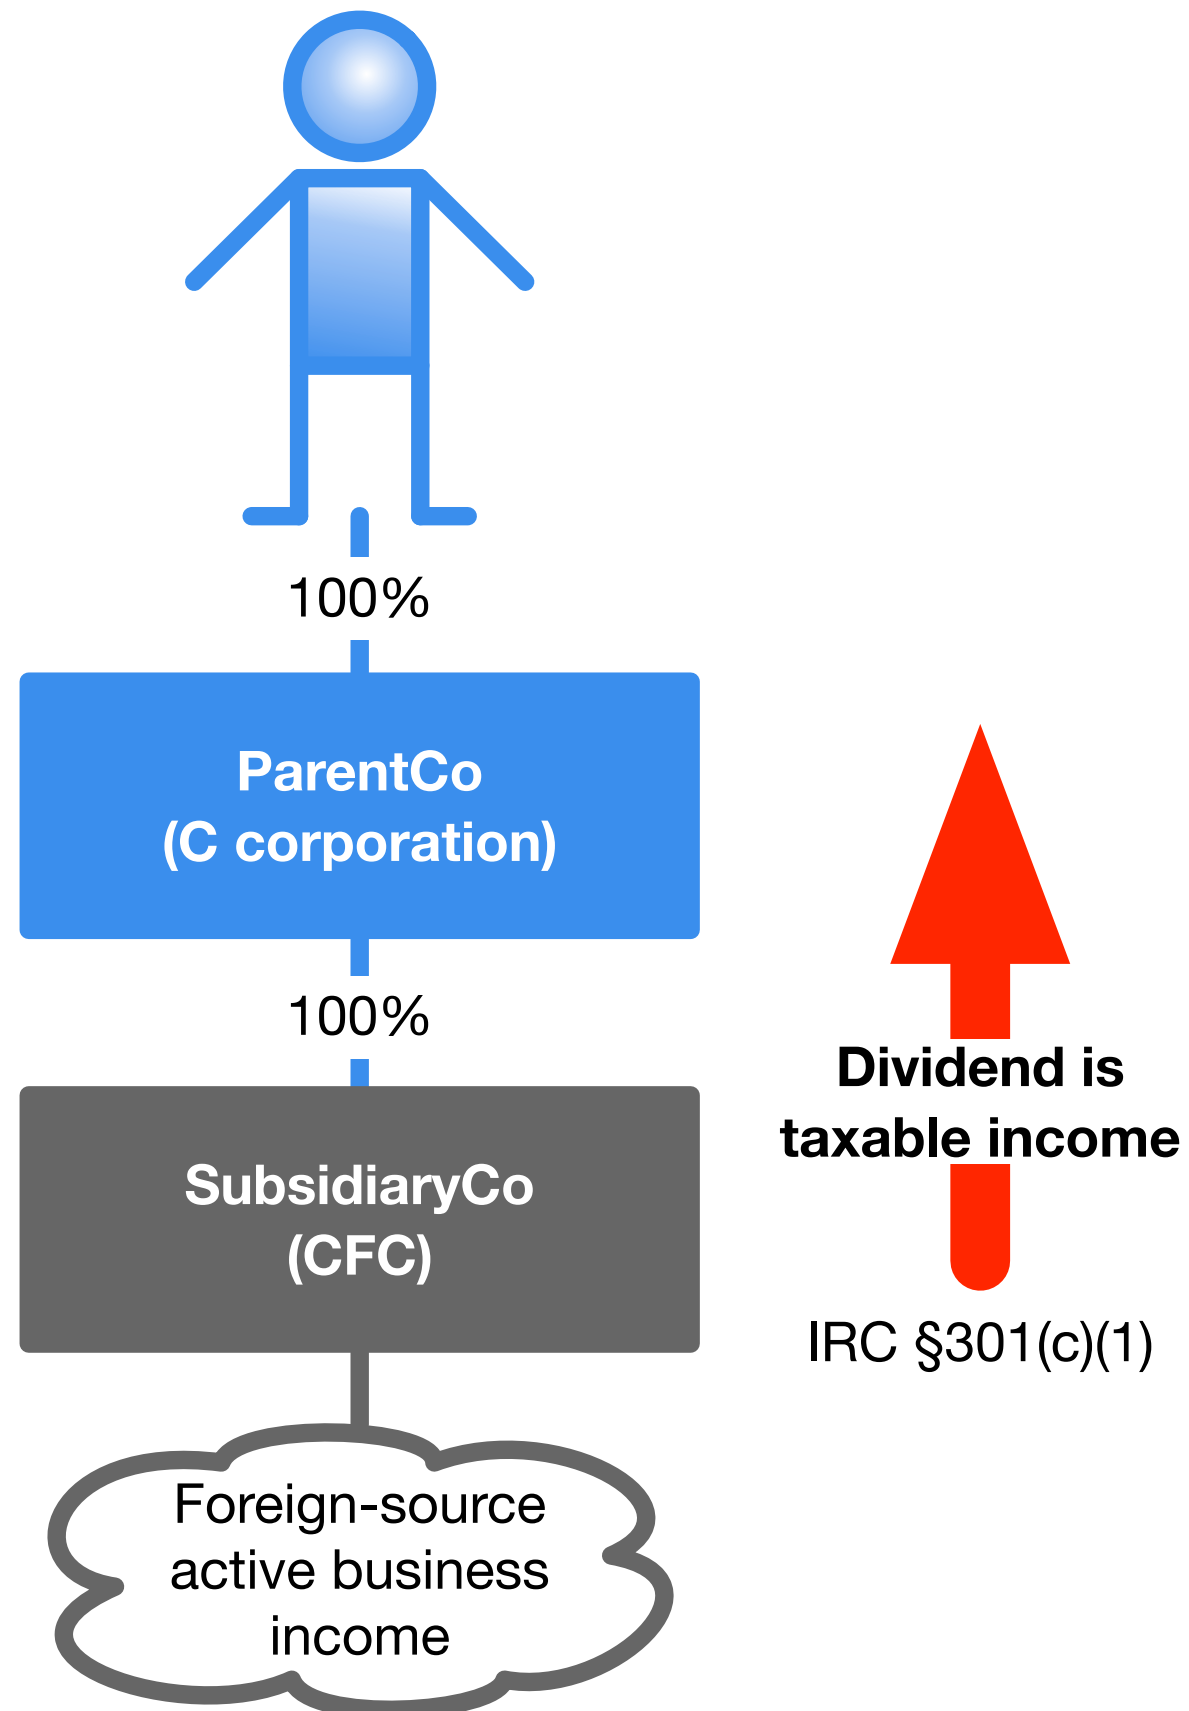 100%
ParentCo
(C corporation)
100%
SubsidiaryCo
(CFC)
Dividend is
taxable income
IRC §301(c)(1)
Foreign-source
active business
income